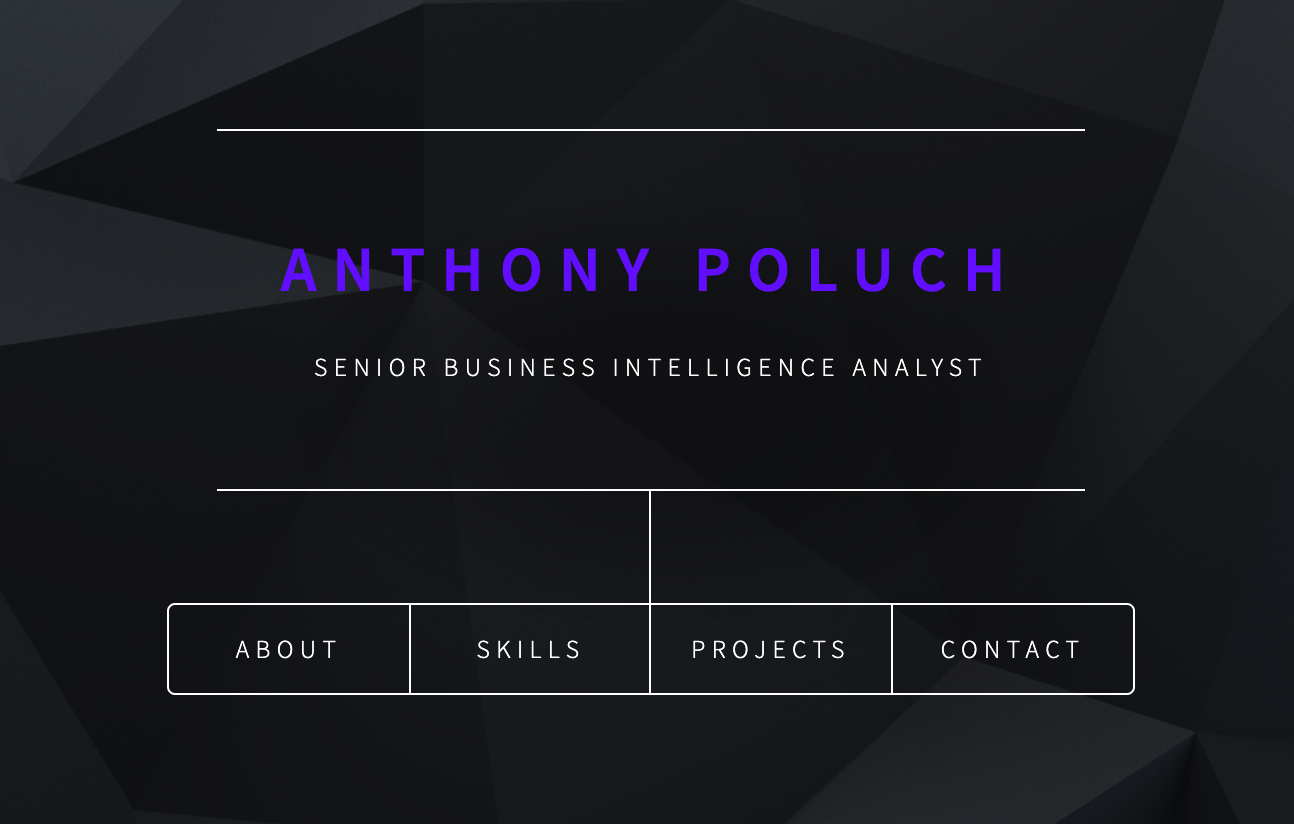 ANTHONY POLUCH
SENIOR BUSINESS INTELLIGENCE ANALYST
ABOUT SKILLS PROJECTS CONTACT